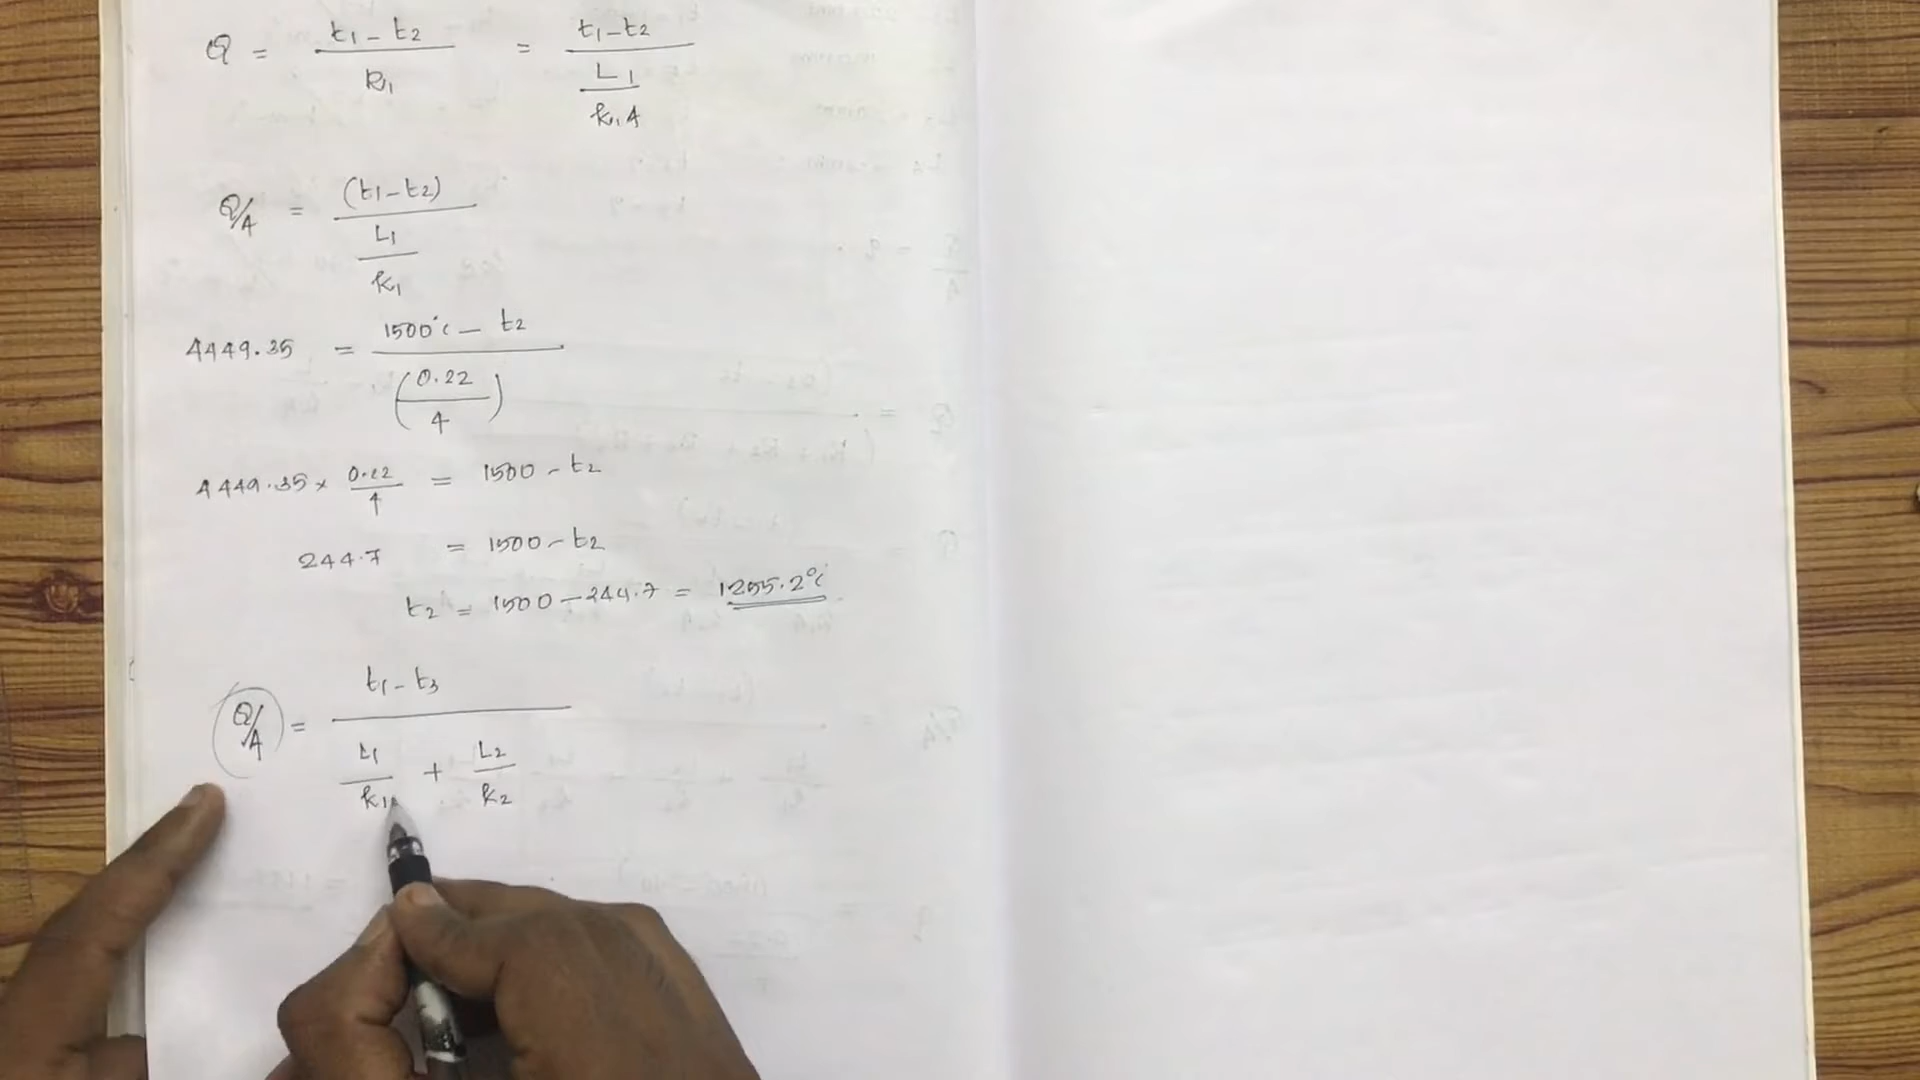 Q = t1 - t2 / R1 = t1 - t2 / L1 / k1A
Q/A = (t1 - t2) / L1 / k1
4449.35 = 1500°c - t2 / (0.22 / 4)
4449.35 × 0.22 / 4 = 1500 - t2
244.7 = 1500 - t2
t2 = 1500 - 244.7 = 1255.2°c
Q/A = t1 - t3 / L1 / k1 + L2 / k2